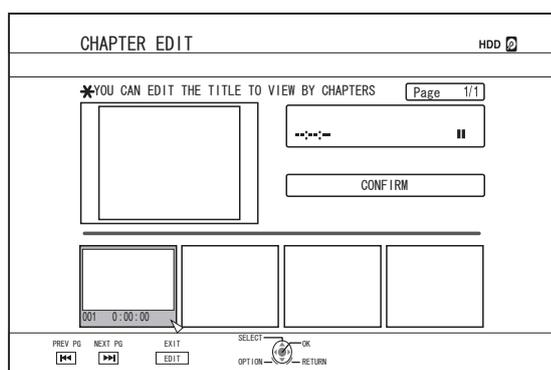 CHAPTER EDIT
HDD
✱YOU CAN EDIT THE TITLE TO VIEW BY CHAPTERS
Page 1/1
--:--:--
CONFIRM
001 0:00:00
PREV PG NEXT PG EXIT SELECT OK
EDIT OPTION RETURN